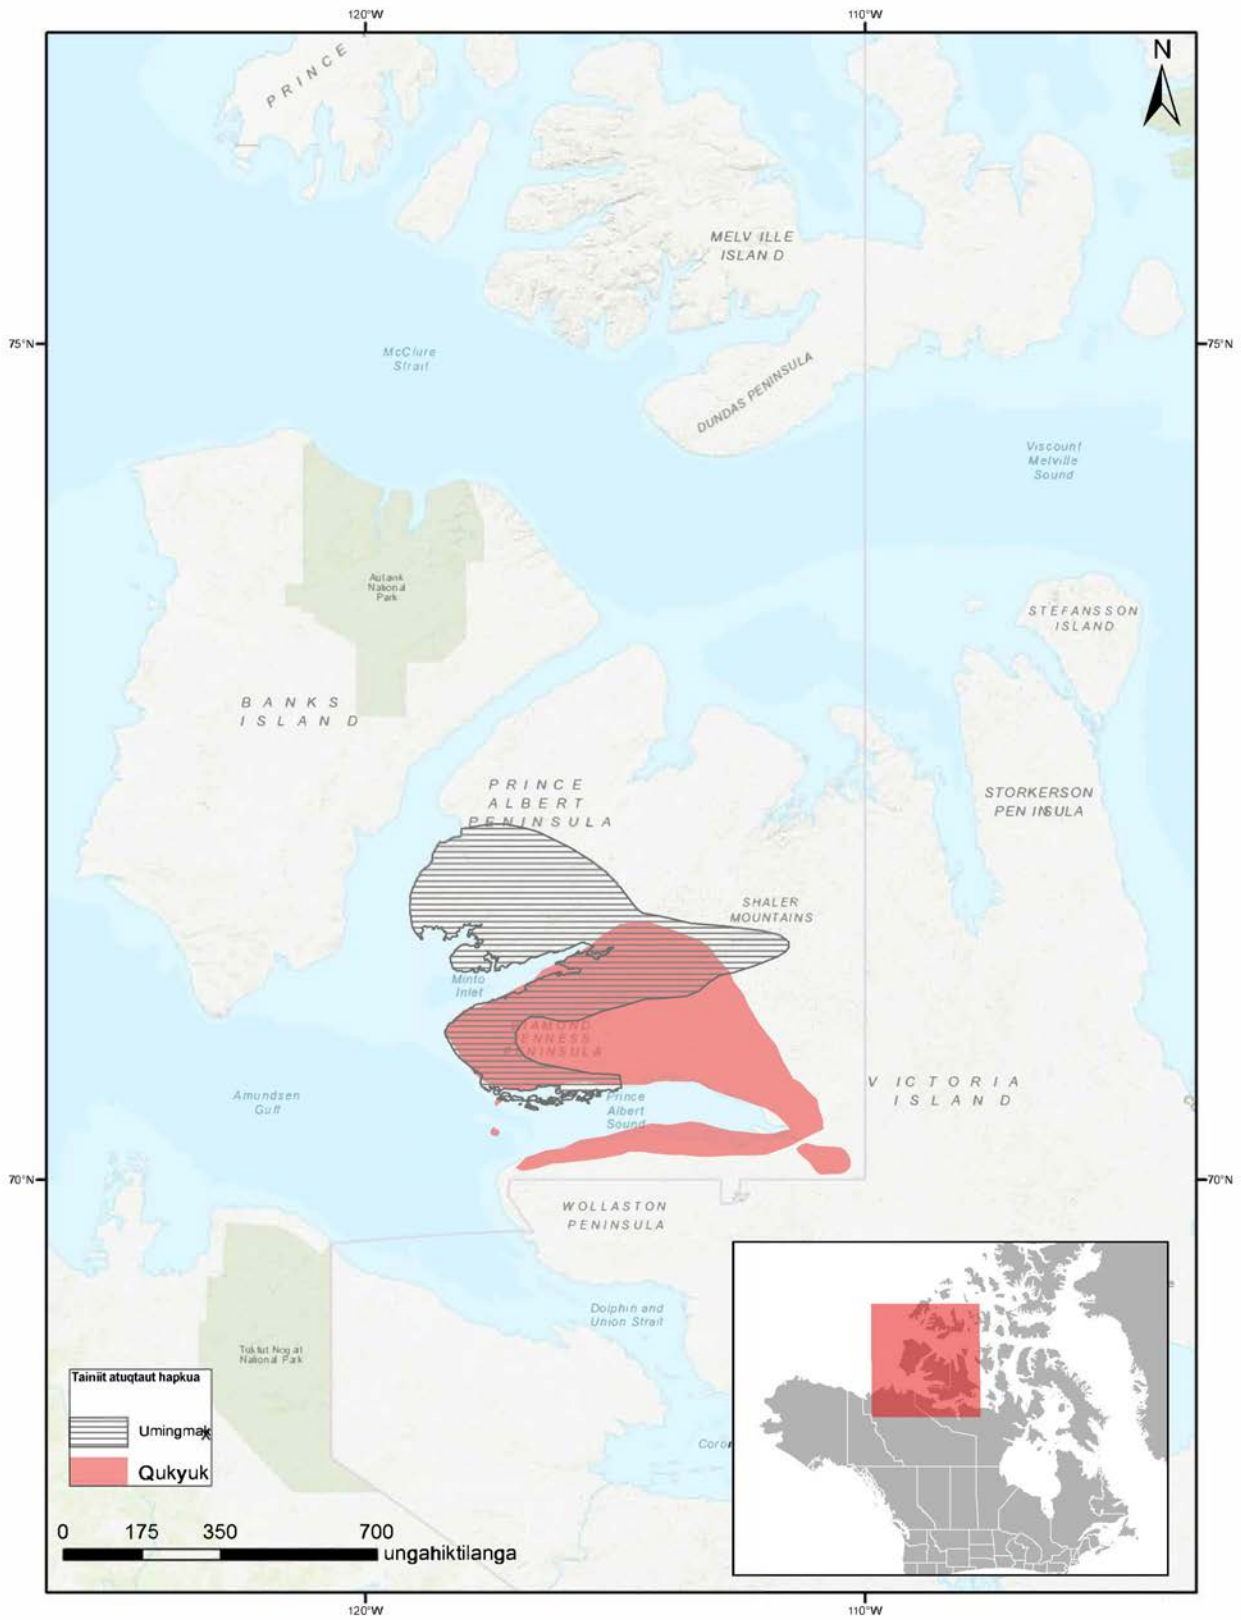 120°W 110°W
N
PRINCE
MELVILLE
ISLAND
75°N 75°N
McClure
Strait
DUNDAS PENINSULA
Viscount
Melville
Sound
Aulavik
National
Park
STEFANSSON
ISLAND
BANKS
ISLAND
PRINCE
ALBERT
PENINSULA
STORKERSON
PENINSULA
SHALER
MOUNTAINS
Minto
Inlet
DIAMOND
JENNESS
PENINSULA
VICTORIA
ISLAND
Amundsen
Gulf
Prince
Albert
Sound
70°N 70°N
WOLLASTON
PENINSULA
Dolphin and
Union Strait
Tuktut Nogait
National Park
Tainiit atuqtaut hapkua
Umingmak
Qukyuk
0 175 350 700
ungahiktilanga
120°W 110°W